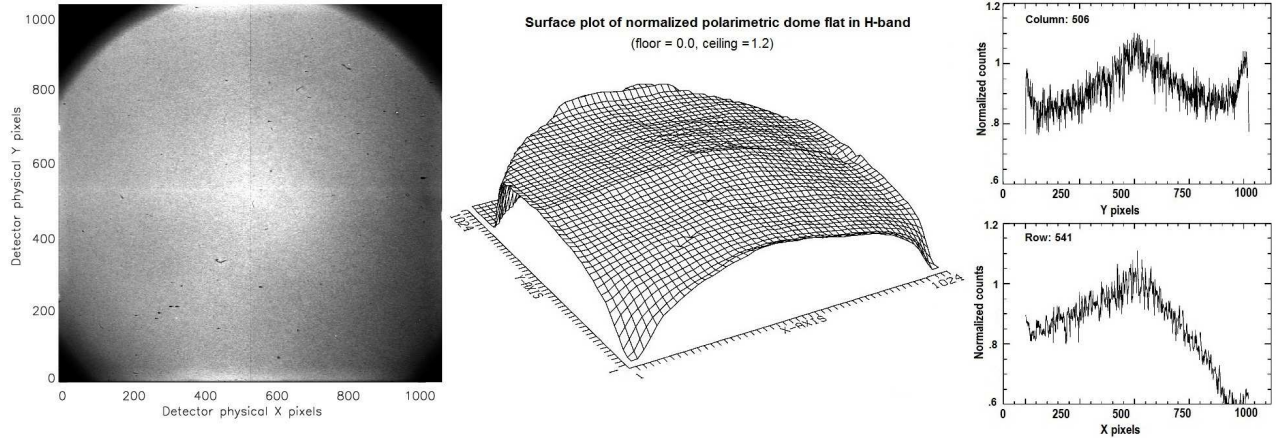 1000
800
600
400
200
0
0 200 400 600 800 1000
Detector physical Y pixels
Detector physical X pixels
Surface plot of normalized polarimetric dome flat in H-band
(floor = 0.0, ceiling = 1.2)
1024
Y-AXIS
1
1
X-AXIS
1024
1.2
Column: 506
1
.8
.6
Normalized counts
0 250 500 750 1000
Y pixels
1.2
Row: 541
1
.8
.6
Normalized counts
0 250 500 750 1000
X pixels